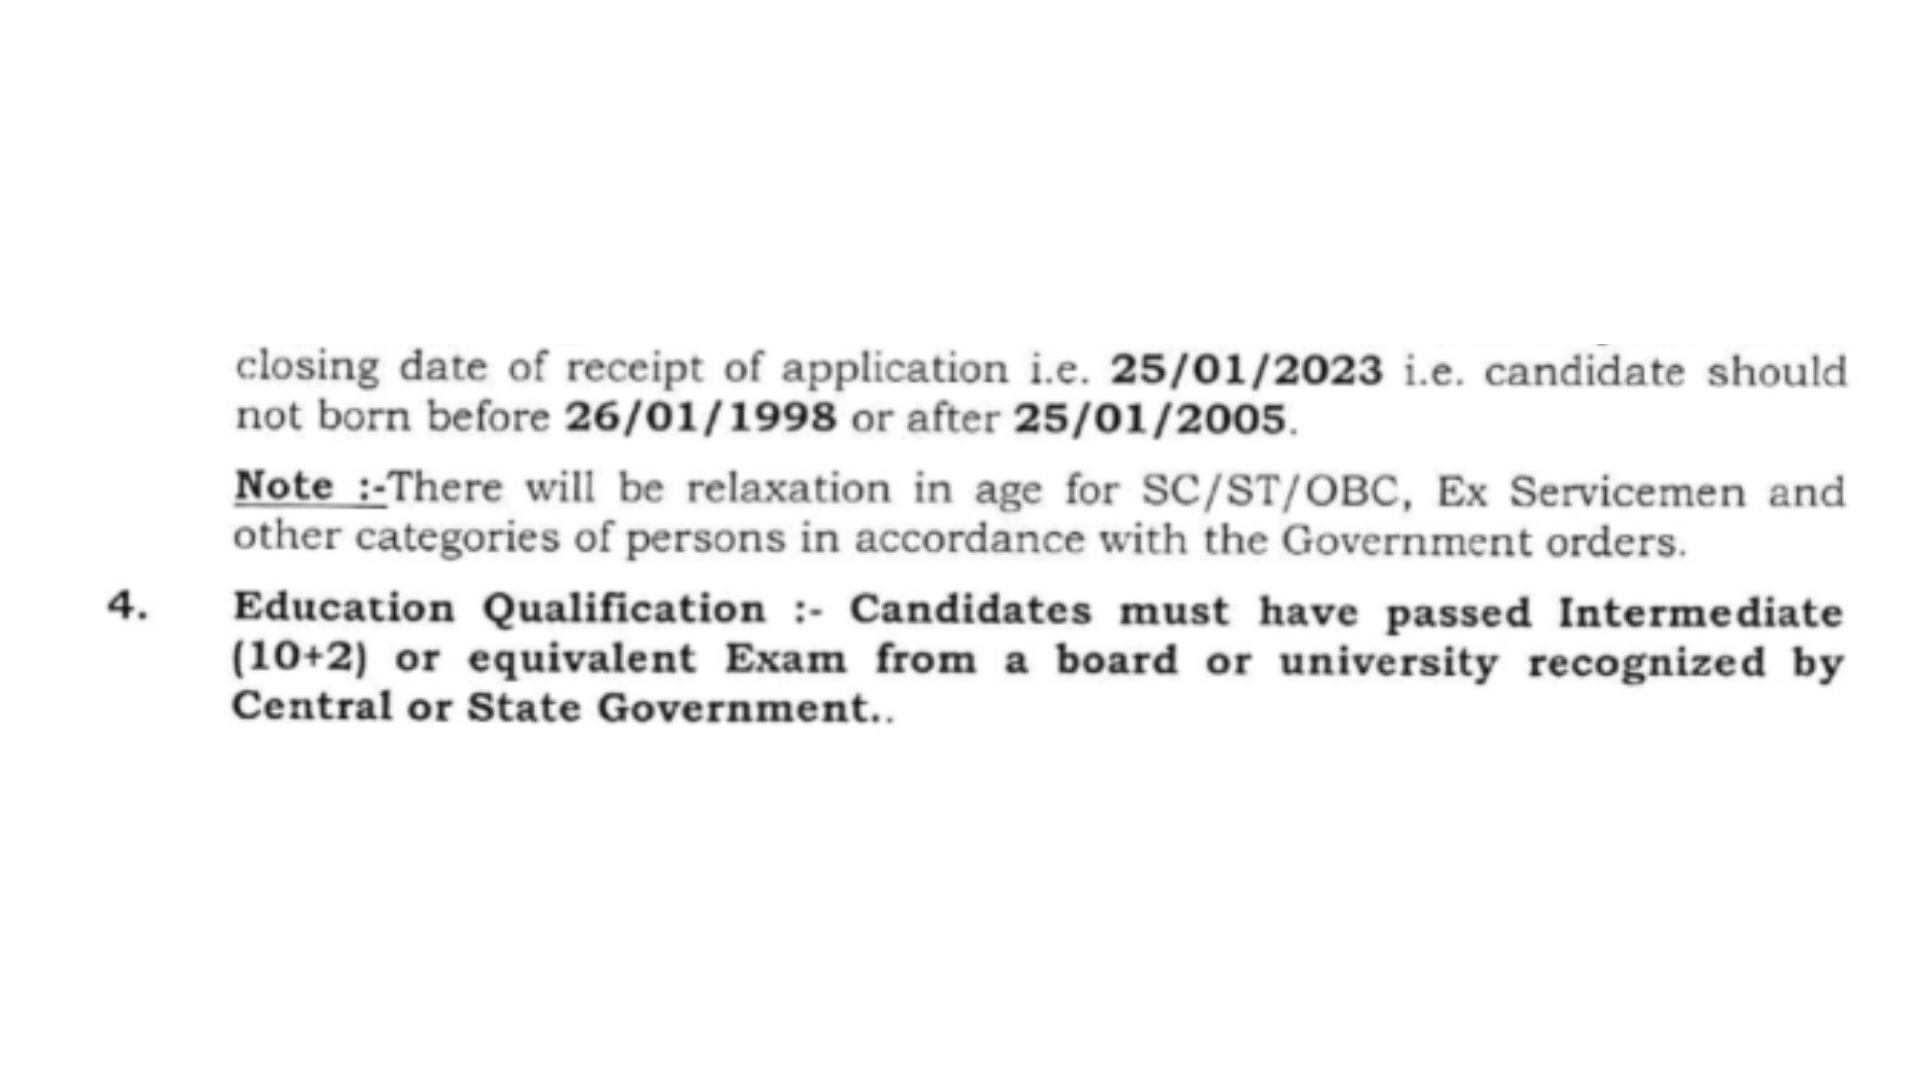 closing date of receipt of application i.e. 25/01/2023 i.e. candidate should
not born before 26/01/1998 or after 25/01/2005.
Note :-There will be relaxation in age for SC/ST/OBC, Ex Servicemen and
other categories of persons in accordance with the Government orders.
4. Education Qualification :- Candidates must have passed Intermediate
(10+2) or equivalent Exam from a board or university recognized by
Central or State Government..